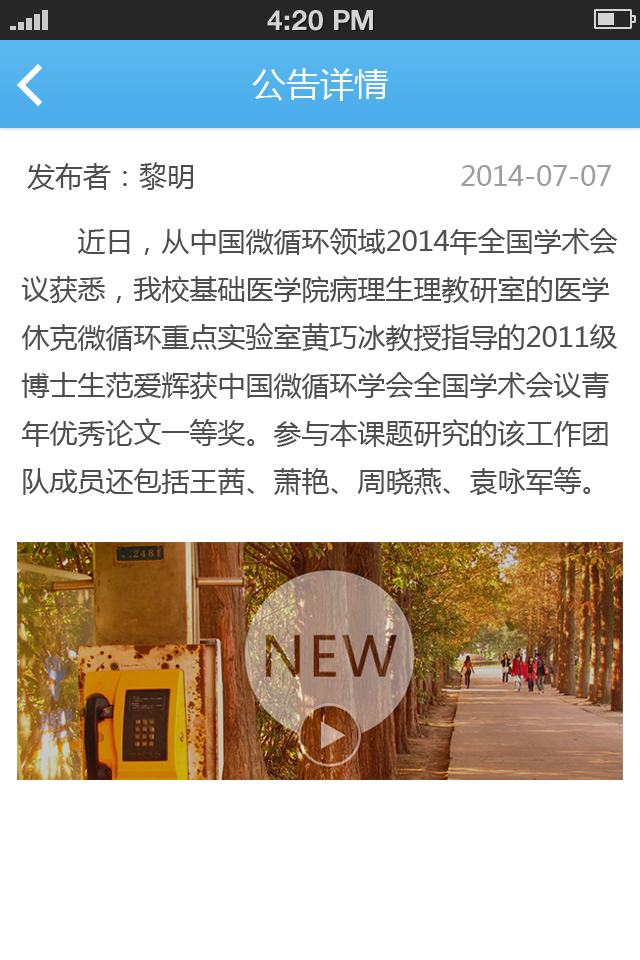 4:20 PM
公告详情
发布者：黎明 2014-07-07
近日，从中国微循环领域2014年全国学术会
议获悉，我校基础医学院病理生理教研室的医学
休克微循环重点实验室黄巧冰教授指导的2011级
博士生范爱辉获中国微循环学会全国学术会议青
年优秀论文一等奖。参与本课题研究的该工作团
队成员还包括王茜、萧艳、周晓燕、袁咏军等。
2481
NEW